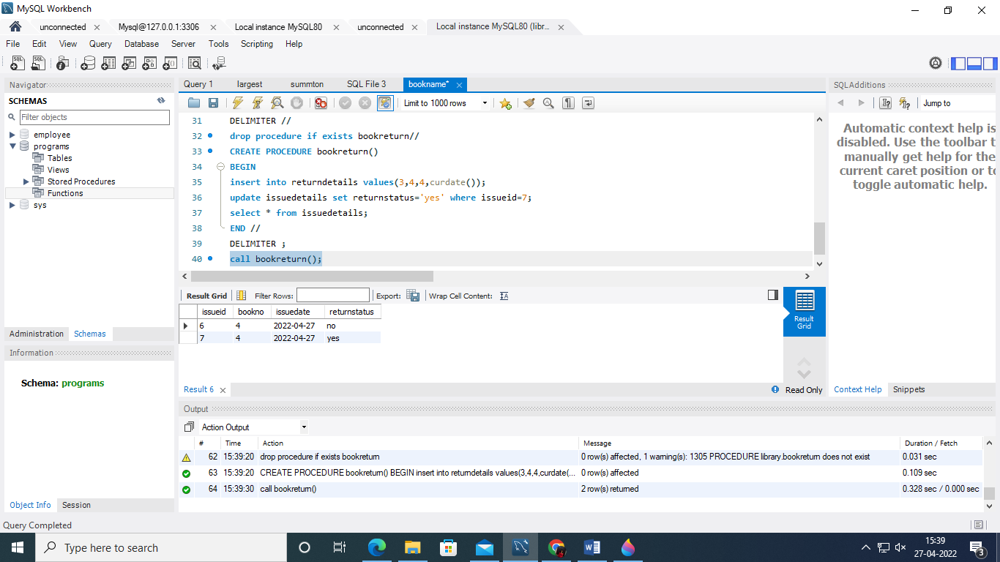 MySQL Workbench
unconnected
Mysql@127.0.0.1:3306
Local instance MySQL80
unconnected
Local instance MySQL80 (libr...
File Edit View Query Database Server Tools Scripting Help
Navigator
SCHEMAS
Filter objects
employee
programs
Tables
Views
Stored Procedures
Functions
sys
Administration Schemas
Information
Schema: programs
Object Info Session
Query 1 largest summton SQL File 3 bookname*
Limit to 1000 rows
31 DELIMITER //
32 drop procedure if exists bookreturn//
33 CREATE PROCEDURE bookreturn()
34 BEGIN
35 insert into returndetails values(3,4,4,curdate());
36 update issuedetails set returnstatus='yes' where issueid=7;
37 select * from issuedetails;
38 END //
39 DELIMITER ;
40 call bookreturn();
Result Grid Filter Rows: Export: Wrap Cell Content:
issueid bookno issuedate returnstatus
6 4 2022-04-27 no
7 4 2022-04-27 yes
Result Grid
Result 6
Read Only
SQLAdditions
Jump to
Automatic context help is
disabled. Use the toolbar t
manually get help for the
current caret position or to
toggle automatic help.
Context Help Snippets
Output
Action Output
# Time Action Message Duration / Fetch
62 15:39:20 drop procedure if exists bookreturn 0 row(s) affected, 1 warning(s): 1305 PROCEDURE library.bookreturn does not exist 0.031 sec
63 15:39:20 CREATE PROCEDURE bookreturn() BEGIN insert into returndetails values(3,4,4,curdate(... 0 row(s) affected 0.109 sec
64 15:39:30 call bookreturn() 2 row(s) returned 0.328 sec / 0.000 sec
Query Completed
Type here to search
15:39
27-04-2022
3